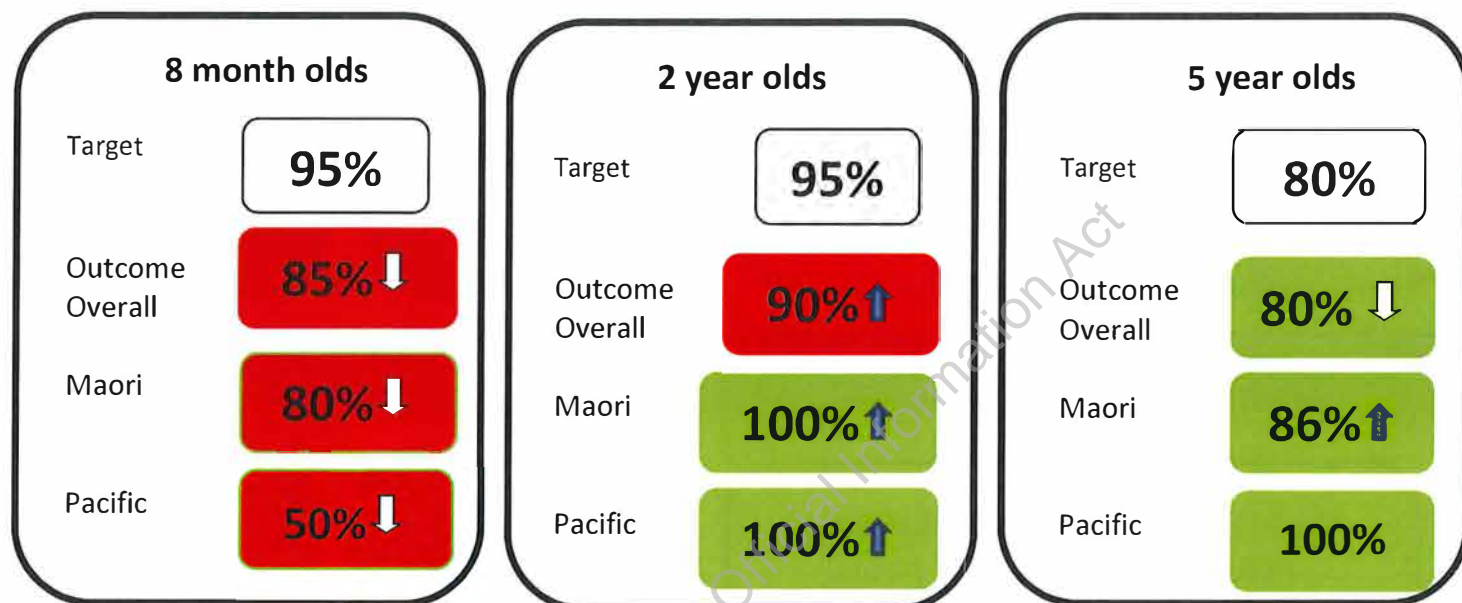 8 month olds
Target
95%
Outcome
Overall
85%
Maori
80%
Pacific
50%
2 year olds
Target
95%
Outcome
Overall
90%
Maori
100%
Pacific
100%
5 year olds
Target
80%
Outcome
Overall
80%
Maori
86%
Pacific
100%
Official Information Act